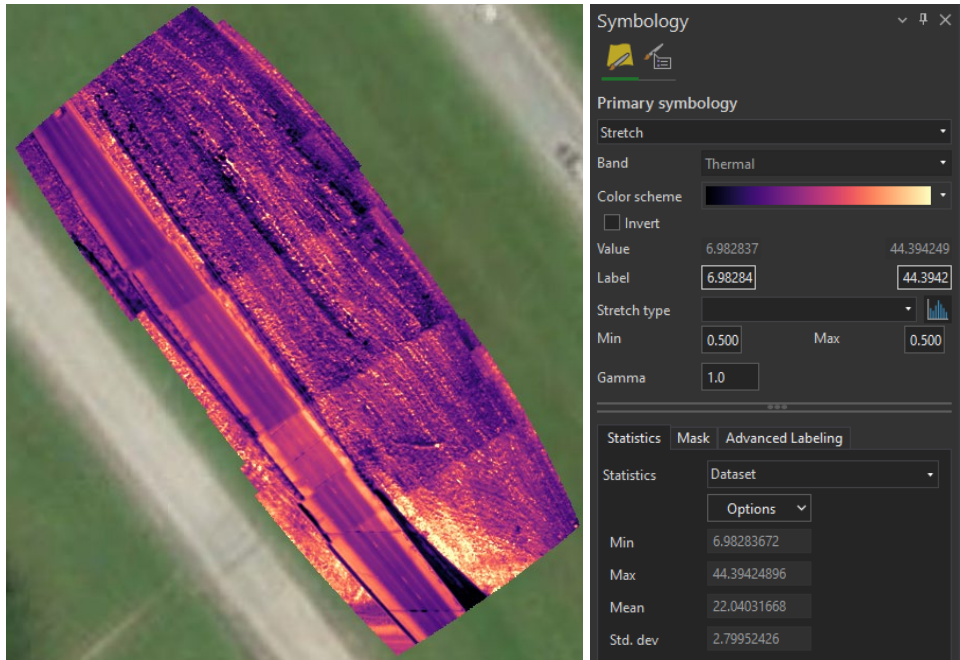 Symbology
Primary symbology
Stretch
Band Thermal
Color scheme
Invert
Value 6.982837 44.394249
Label 6.98284 44.3942
Stretch type
Min 0.500 Max 0.500
Gamma 1.0
Statistics Mask Advanced Labeling
Statistics Dataset
Options
Min 6.98283672
Max 44.39424896
Mean 22.04031668
Std. dev 2.79952426